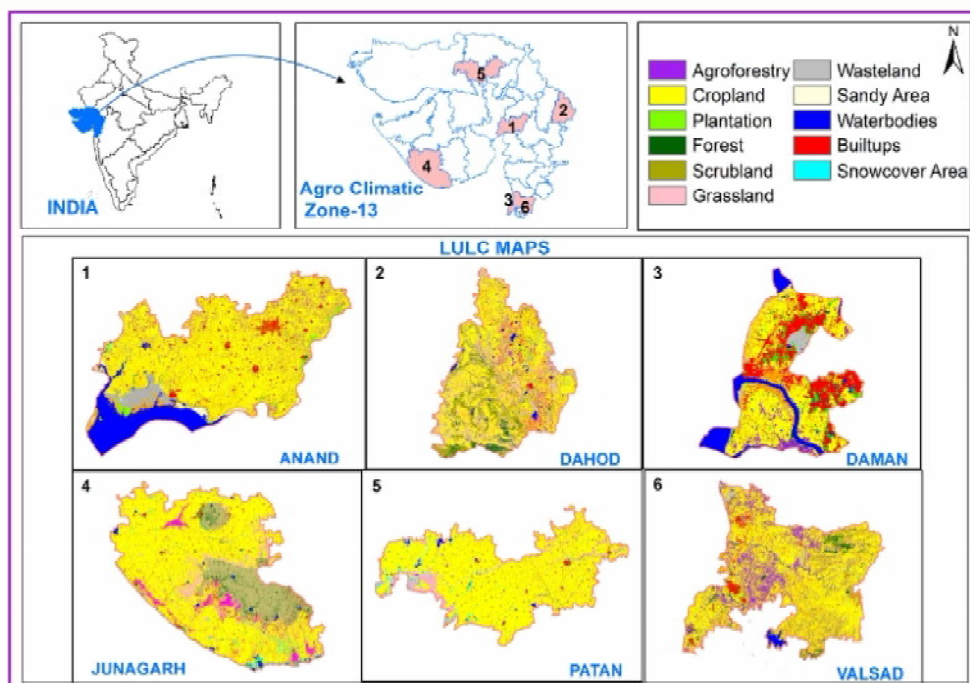 INDIA
Agro Climatic
Zone-13
5
2
1
4
3
6
N
Agroforestry
Cropland
Plantation
Forest
Scrubland
Grassland
Wasteland
Sandy Area
Waterbodies
Builtups
Snowcover Area
LULC MAPS
1
ANAND
2
DAHOD
3
DAMAN
4
JUNAGARH
5
PATAN
6
VALSAD